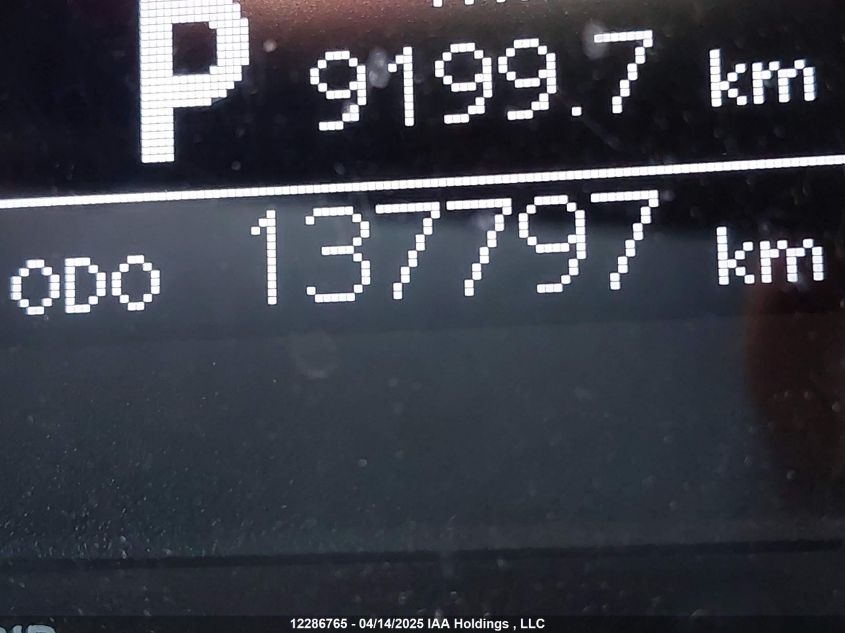 P
9199.7 km
ODO 137797 km
12286765 - 04/14/2025 IAA Holdings , LLC